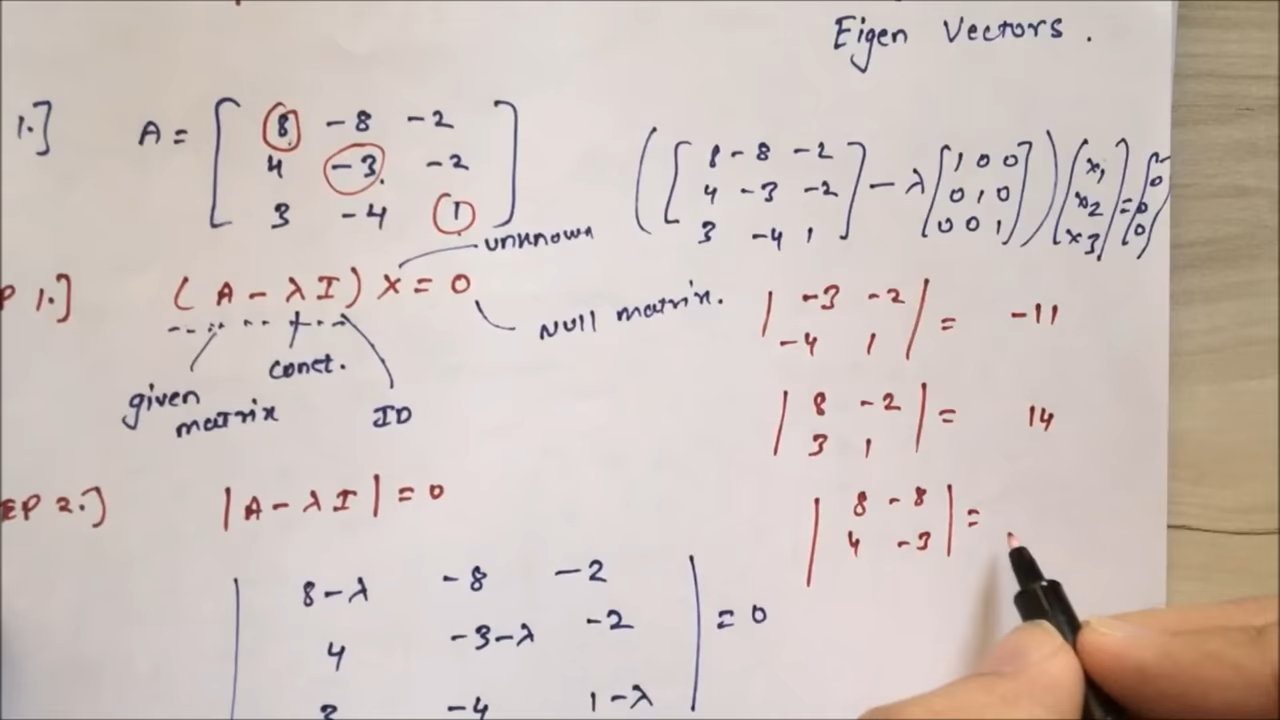 Eigen Vectors.
1.] A = [ 8 -8 -2
4 -3 -2
3 -4 1 ]
( [ 8 -8 -2
4 -3 -2
3 -4 1 ] - λ [ 1 0 0
0 1 0
0 0 1 ] ) [ x1
x2
x3 ] = [ 0
0
0 ]
P 1.] (A - λI) X = 0
unknown
Null matrix.
const.
given
matrix
ID
| -3 -2
-4 1 | = -11
| 8 -2
3 1 | = 14
| 8 -8
4 -3 | =
EP 2.] |A - λI| = 0
| 8-λ -8 -2
4 -3-λ -2
3 -4 1-λ | = 0